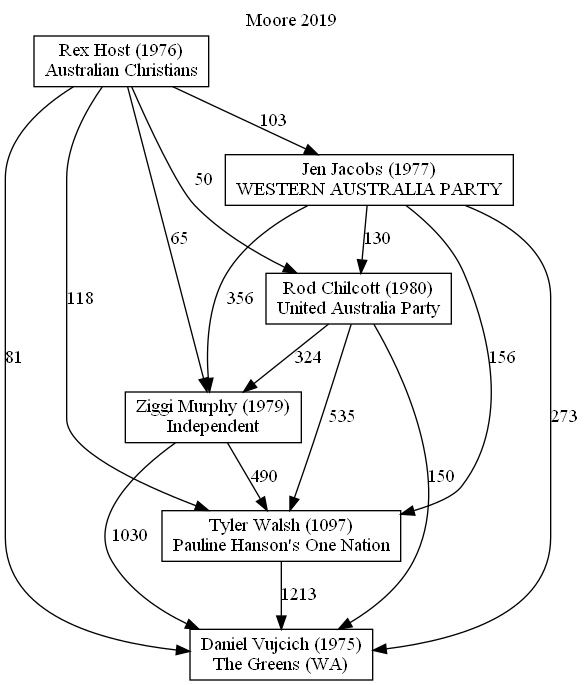 Moore 2019
Rex Host (1976)
Australian Christians
103
Jen Jacobs (1977)
WESTERN AUSTRALIA PARTY
50
65
130
Rod Chilcott (1980)
United Australia Party
118
356
81
324
156
Ziggi Murphy (1979)
Independent
535
273
490
150
1030
Tyler Walsh (1097)
Pauline Hanson's One Nation
1213
Daniel Vujcich (1975)
The Greens (WA)